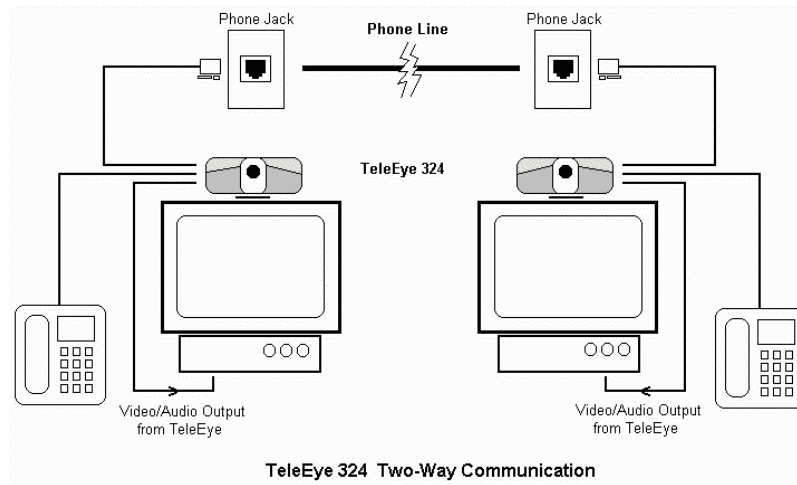 Phone Jack
Phone Line
Phone Jack
TeleEye 324
Video/Audio Output
from TeleEye
Video/Audio Output
from TeleEye
TeleEye 324 Two-Way Communication